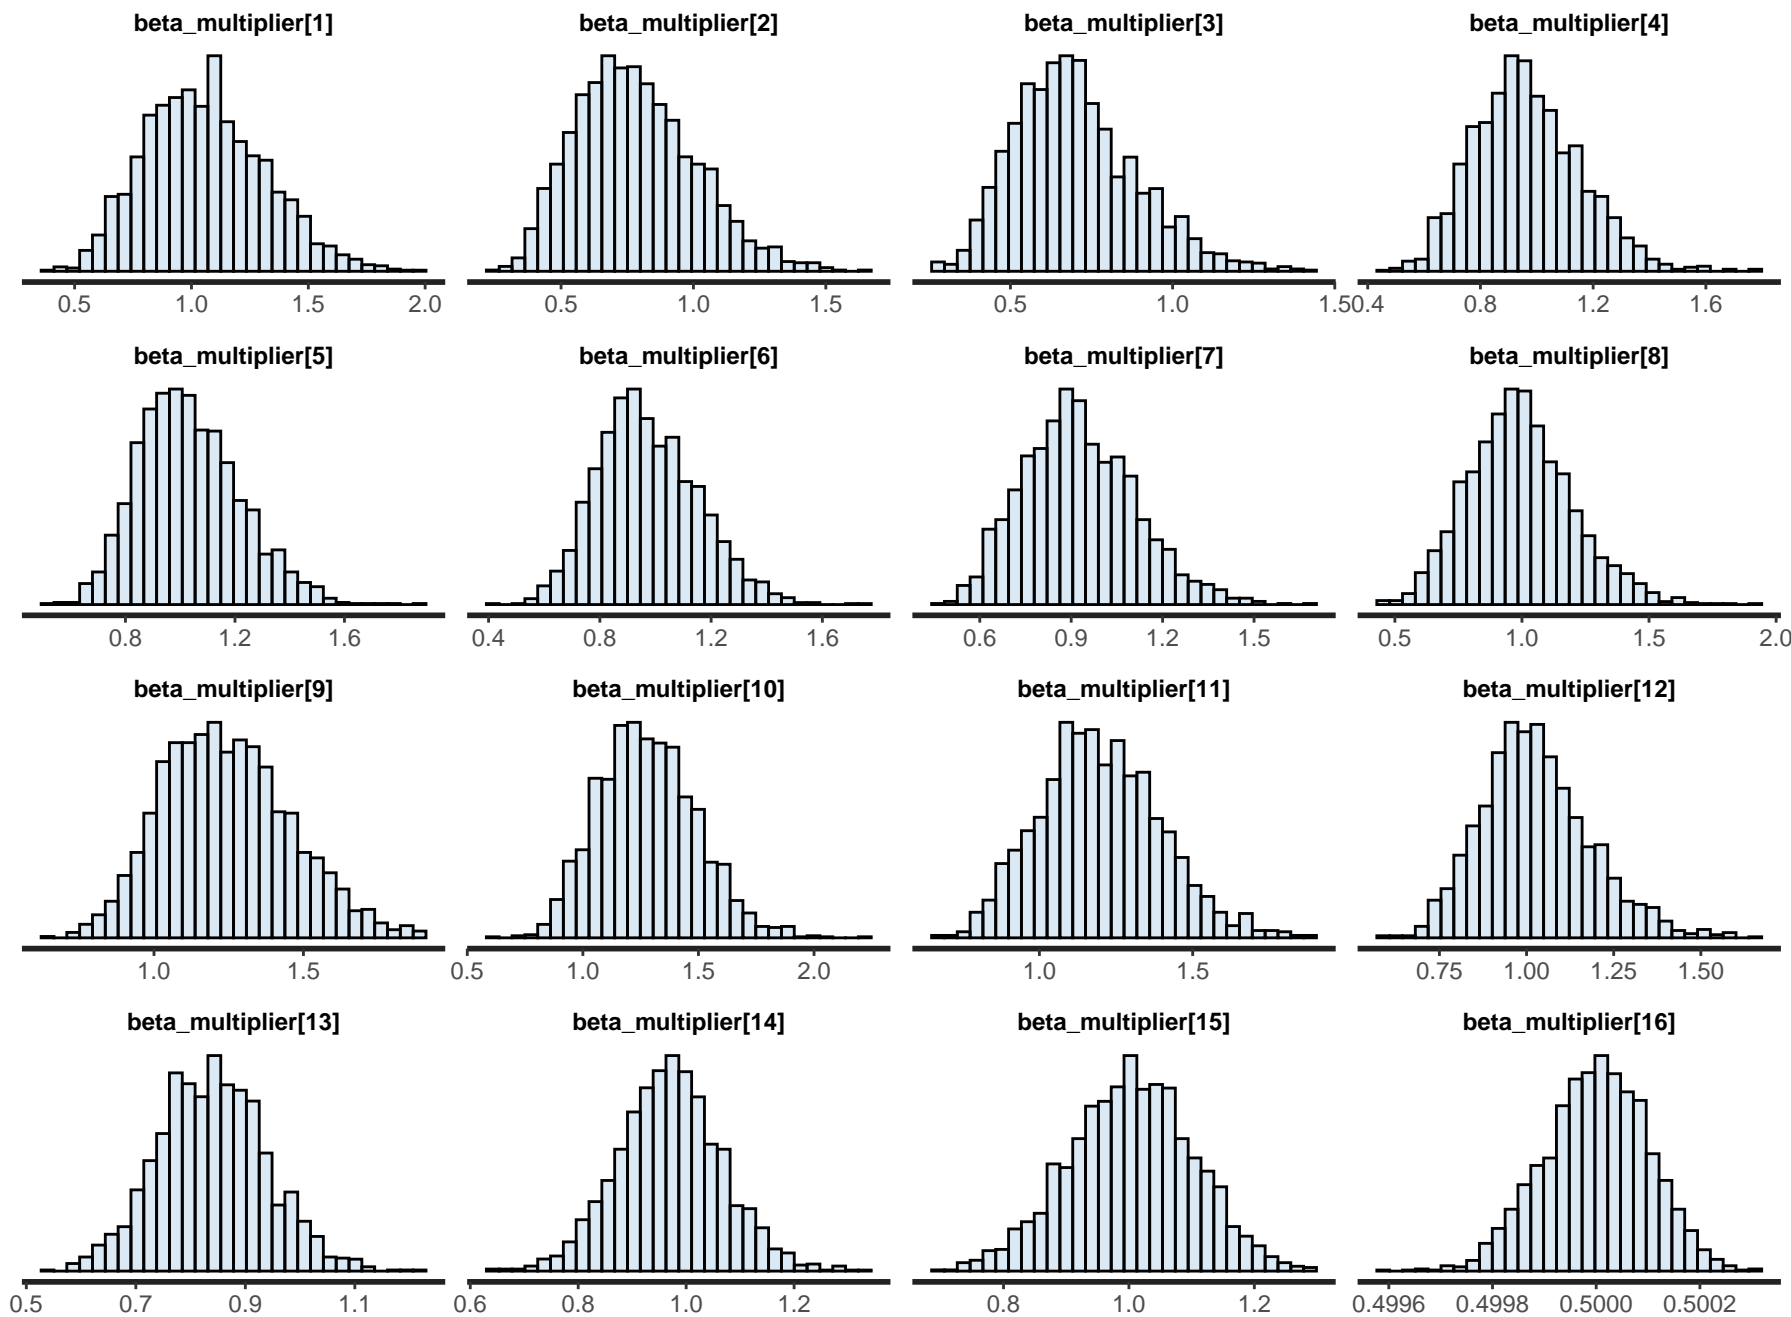 beta_multiplier[1] beta_multiplier[2] beta_multiplier[3] beta_multiplier[4]
0.5 1.0 1.5 2.0 0.5 1.0 1.5 0.5 1.0 1.5 0.4 0.8 1.2 1.6
beta_multiplier[5] beta_multiplier[6] beta_multiplier[7] beta_multiplier[8]
0.8 1.2 1.6 0.4 0.8 1.2 1.6 0.6 0.9 1.2 1.5 0.5 1.0 1.5 2.0
beta_multiplier[9] beta_multiplier[10] beta_multiplier[11] beta_multiplier[12]
1.0 1.5 0.5 1.0 1.5 2.0 1.0 1.5 0.75 1.00 1.25 1.50
beta_multiplier[13] beta_multiplier[14] beta_multiplier[15] beta_multiplier[16]
0.5 0.7 0.9 1.1 0.6 0.8 1.0 1.2 0.8 1.0 1.2 0.4996 0.4998 0.5000 0.5002